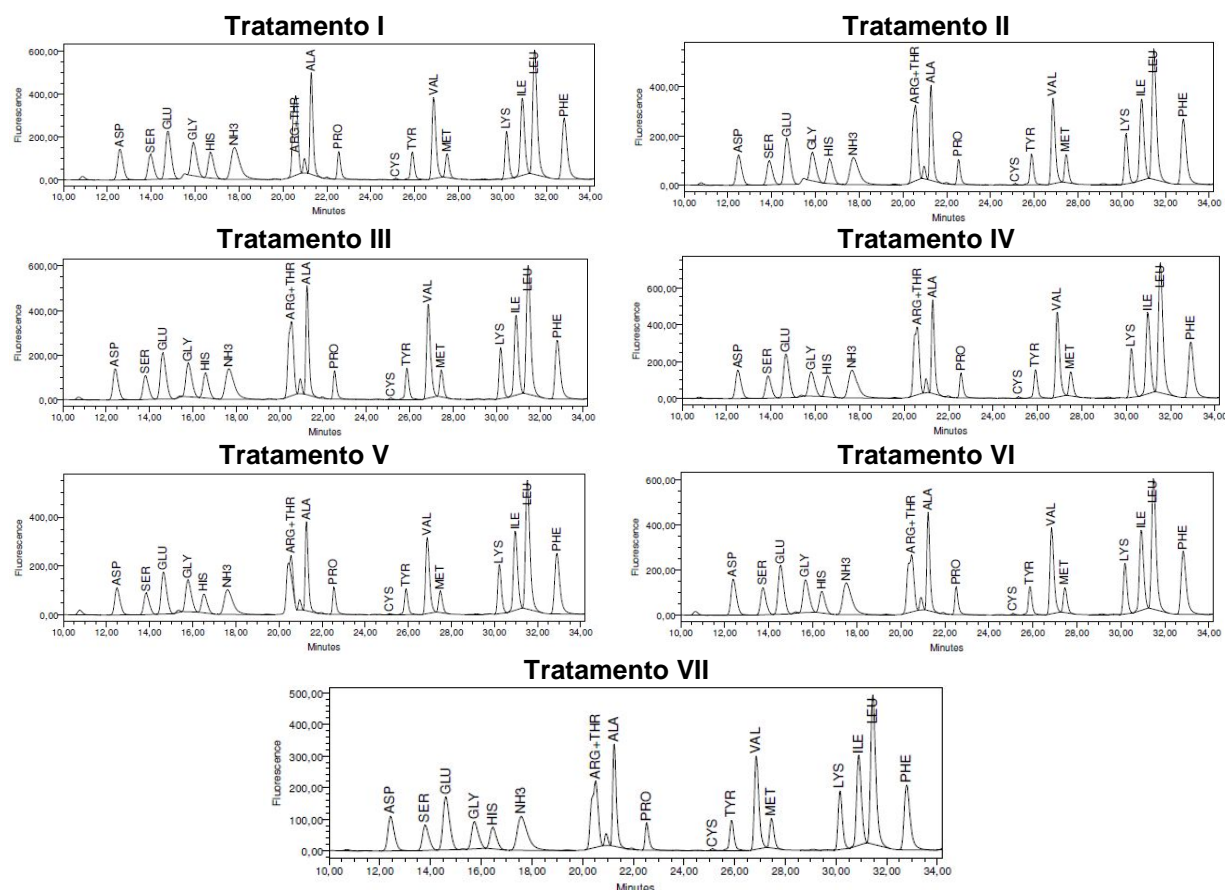 Tratamento I
Fluorescence
600,00
400,00
200,00
0,00
ASP
SER
GLU
GLY
HIS
NH3
ARG+THR
ALA
PRO
CYS
TYR
VAL
MET
LYS
ILE
LEU
PHE
10,00 12,00 14,00 16,00 18,00 20,00 22,00 24,00 26,00 28,00 30,00 32,00 34,00
Minutes
Tratamento II
Fluorescence
400,00
200,00
0,00
ASP
SER
GLU
GLY
HIS
NH3
ARG+THR
ALA
PRO
CYS
TYR
VAL
MET
LYS
ILE
LEU
PHE
10,00 12,00 14,00 16,00 18,00 20,00 22,00 24,00 26,00 28,00 30,00 32,00 34,00
Minutes
Tratamento III
Fluorescence
600,00
400,00
200,00
0,00
ASP
SER
GLU
GLY
HIS
NH3
ARG+THR
ALA
PRO
CYS
TYR
VAL
MET
LYS
ILE
LEU
PHE
10,00 12,00 14,00 16,00 18,00 20,00 22,00 24,00 26,00 28,00 30,00 32,00 34,00
Minutes
Tratamento IV
Fluorescence
600,00
400,00
200,00
0,00
ASP
SER
GLU
GLY
HIS
NH3
ARG+THR
ALA
PRO
CYS
TYR
VAL
MET
LYS
ILE
LEU
PHE
10,00 12,00 14,00 16,00 18,00 20,00 22,00 24,00 26,00 28,00 30,00 32,00 34,00
Minutes
Tratamento V
Fluorescence
400,00
200,00
0,00
ASP
SER
GLU
GLY
HIS
NH3
ARG+THR
ALA
PRO
CYS
TYR
VAL
MET
LYS
ILE
LEU
PHE
10,00 12,00 14,00 16,00 18,00 20,00 22,00 24,00 26,00 28,00 30,00 32,00 34,00
Minutes
Tratamento VI
Fluorescence
600,00
400,00
200,00
0,00
ASP
SER
GLU
GLY
HIS
NH3
ARG+THR
ALA
PRO
CYS
TYR
VAL
MET
LYS
ILE
LEU
PHE
10,00 12,00 14,00 16,00 18,00 20,00 22,00 24,00 26,00 28,00 30,00 32,00 34,00
Minutes
Tratamento VII
Fluorescence
500,00
400,00
300,00
200,00
100,00
0,00
ASP
SER
GLU
GLY
HIS
NH3
ARG+THR
ALA
PRO
CYS
TYR
VAL
MET
LYS
ILE
LEU
PHE
10,00 12,00 14,00 16,00 18,00 20,00 22,00 24,00 26,00 28,00 30,00 32,00 34,00
Minutes